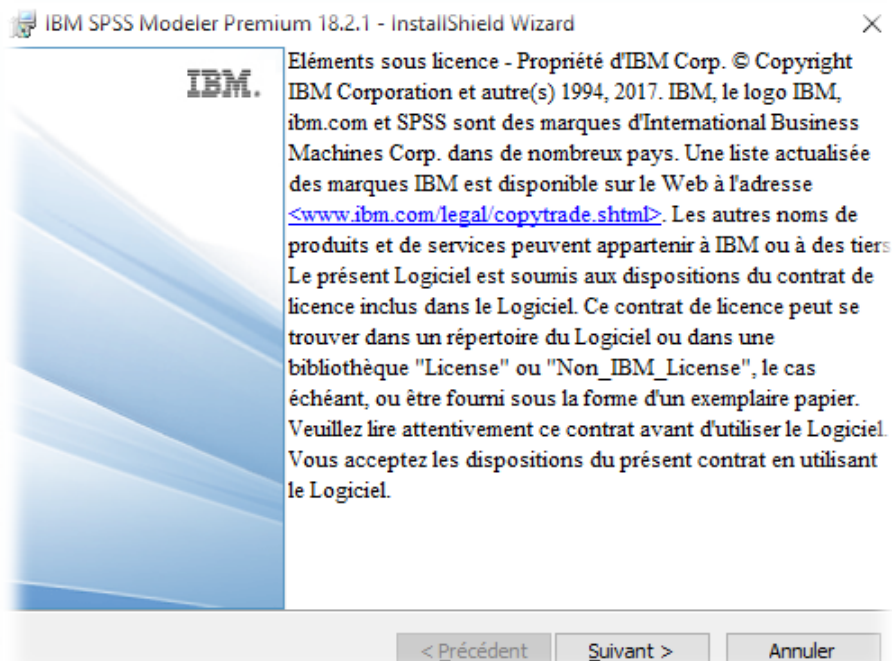 IBM SPSS Modeler Premium 18.2.1 - InstallShield Wizard
IBM.
Eléments sous licence - Propriété d'IBM Corp. © Copyright
IBM Corporation et autre(s) 1994, 2017. IBM, le logo IBM,
ibm.com et SPSS sont des marques d'International Business
Machines Corp. dans de nombreux pays. Une liste actualisée
des marques IBM est disponible sur le Web à l'adresse
<www.ibm.com/legal/copytrade.shtml>. Les autres noms de
produits et de services peuvent appartenir à IBM ou à des tiers
Le présent Logiciel est soumis aux dispositions du contrat de
licence inclus dans le Logiciel. Ce contrat de licence peut se
trouver dans un répertoire du Logiciel ou dans une
bibliothèque "License" ou "Non_IBM_License", le cas
échéant, ou être fourni sous la forme d'un exemplaire papier.
Veuillez lire attentivement ce contrat avant d'utiliser le Logiciel.
Vous acceptez les dispositions du présent contrat en utilisant
le Logiciel.
< Précédent
Suivant >
Annuler